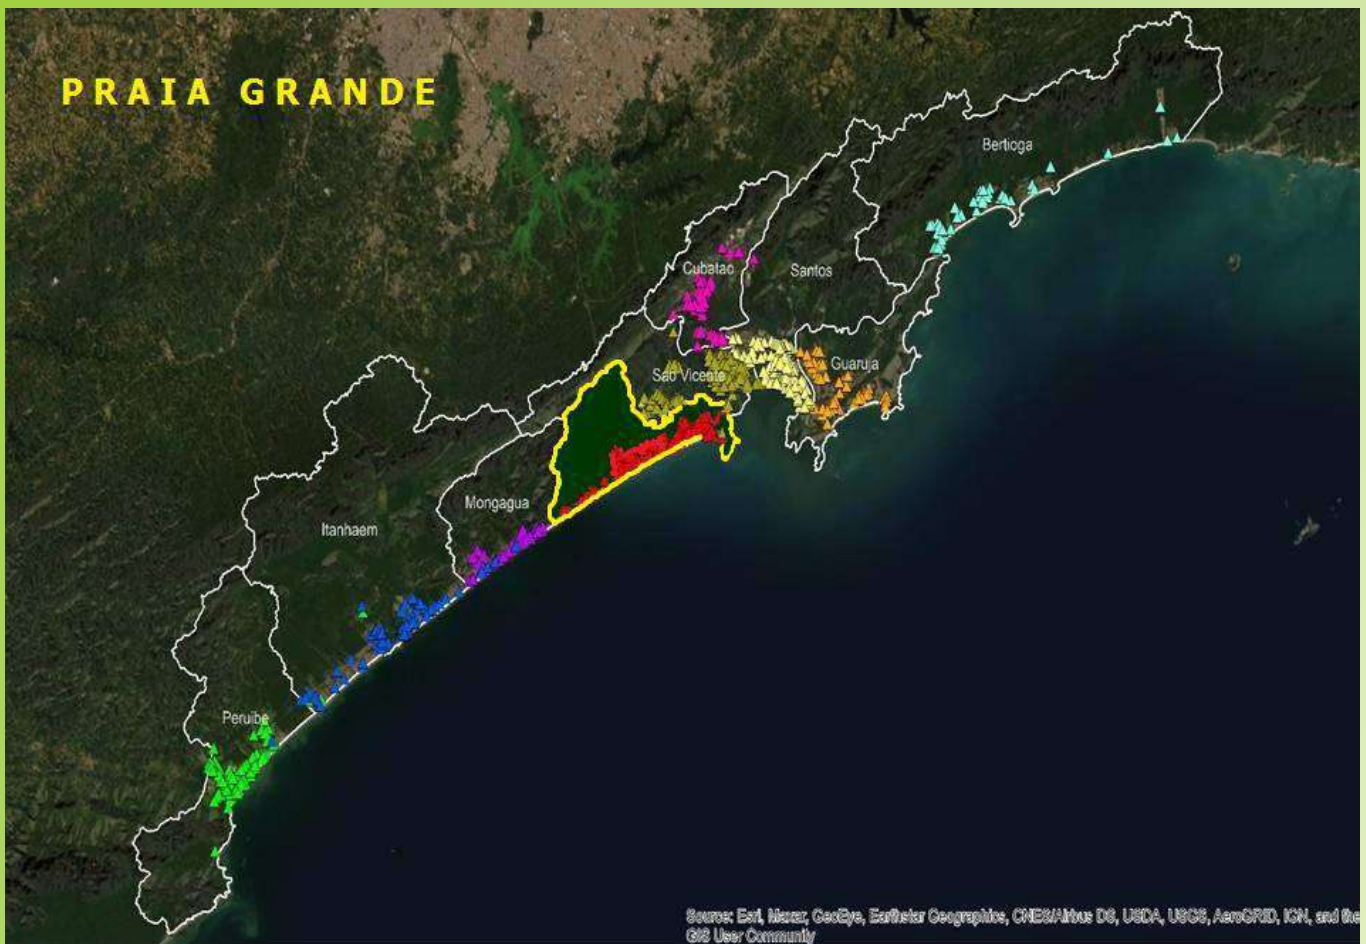 PRAIA GRANDE
Bertioga
Cubatao
Santos
Guaruja
Sao Vicente
Mongagua
Itanhaem
Peruibe
Source: Esri, Maxar, GeoEye, Earthstar Geographics, CNES/Airbus DS, USDA, USGS, AeroGRID, IGN, and the
GIS User Community